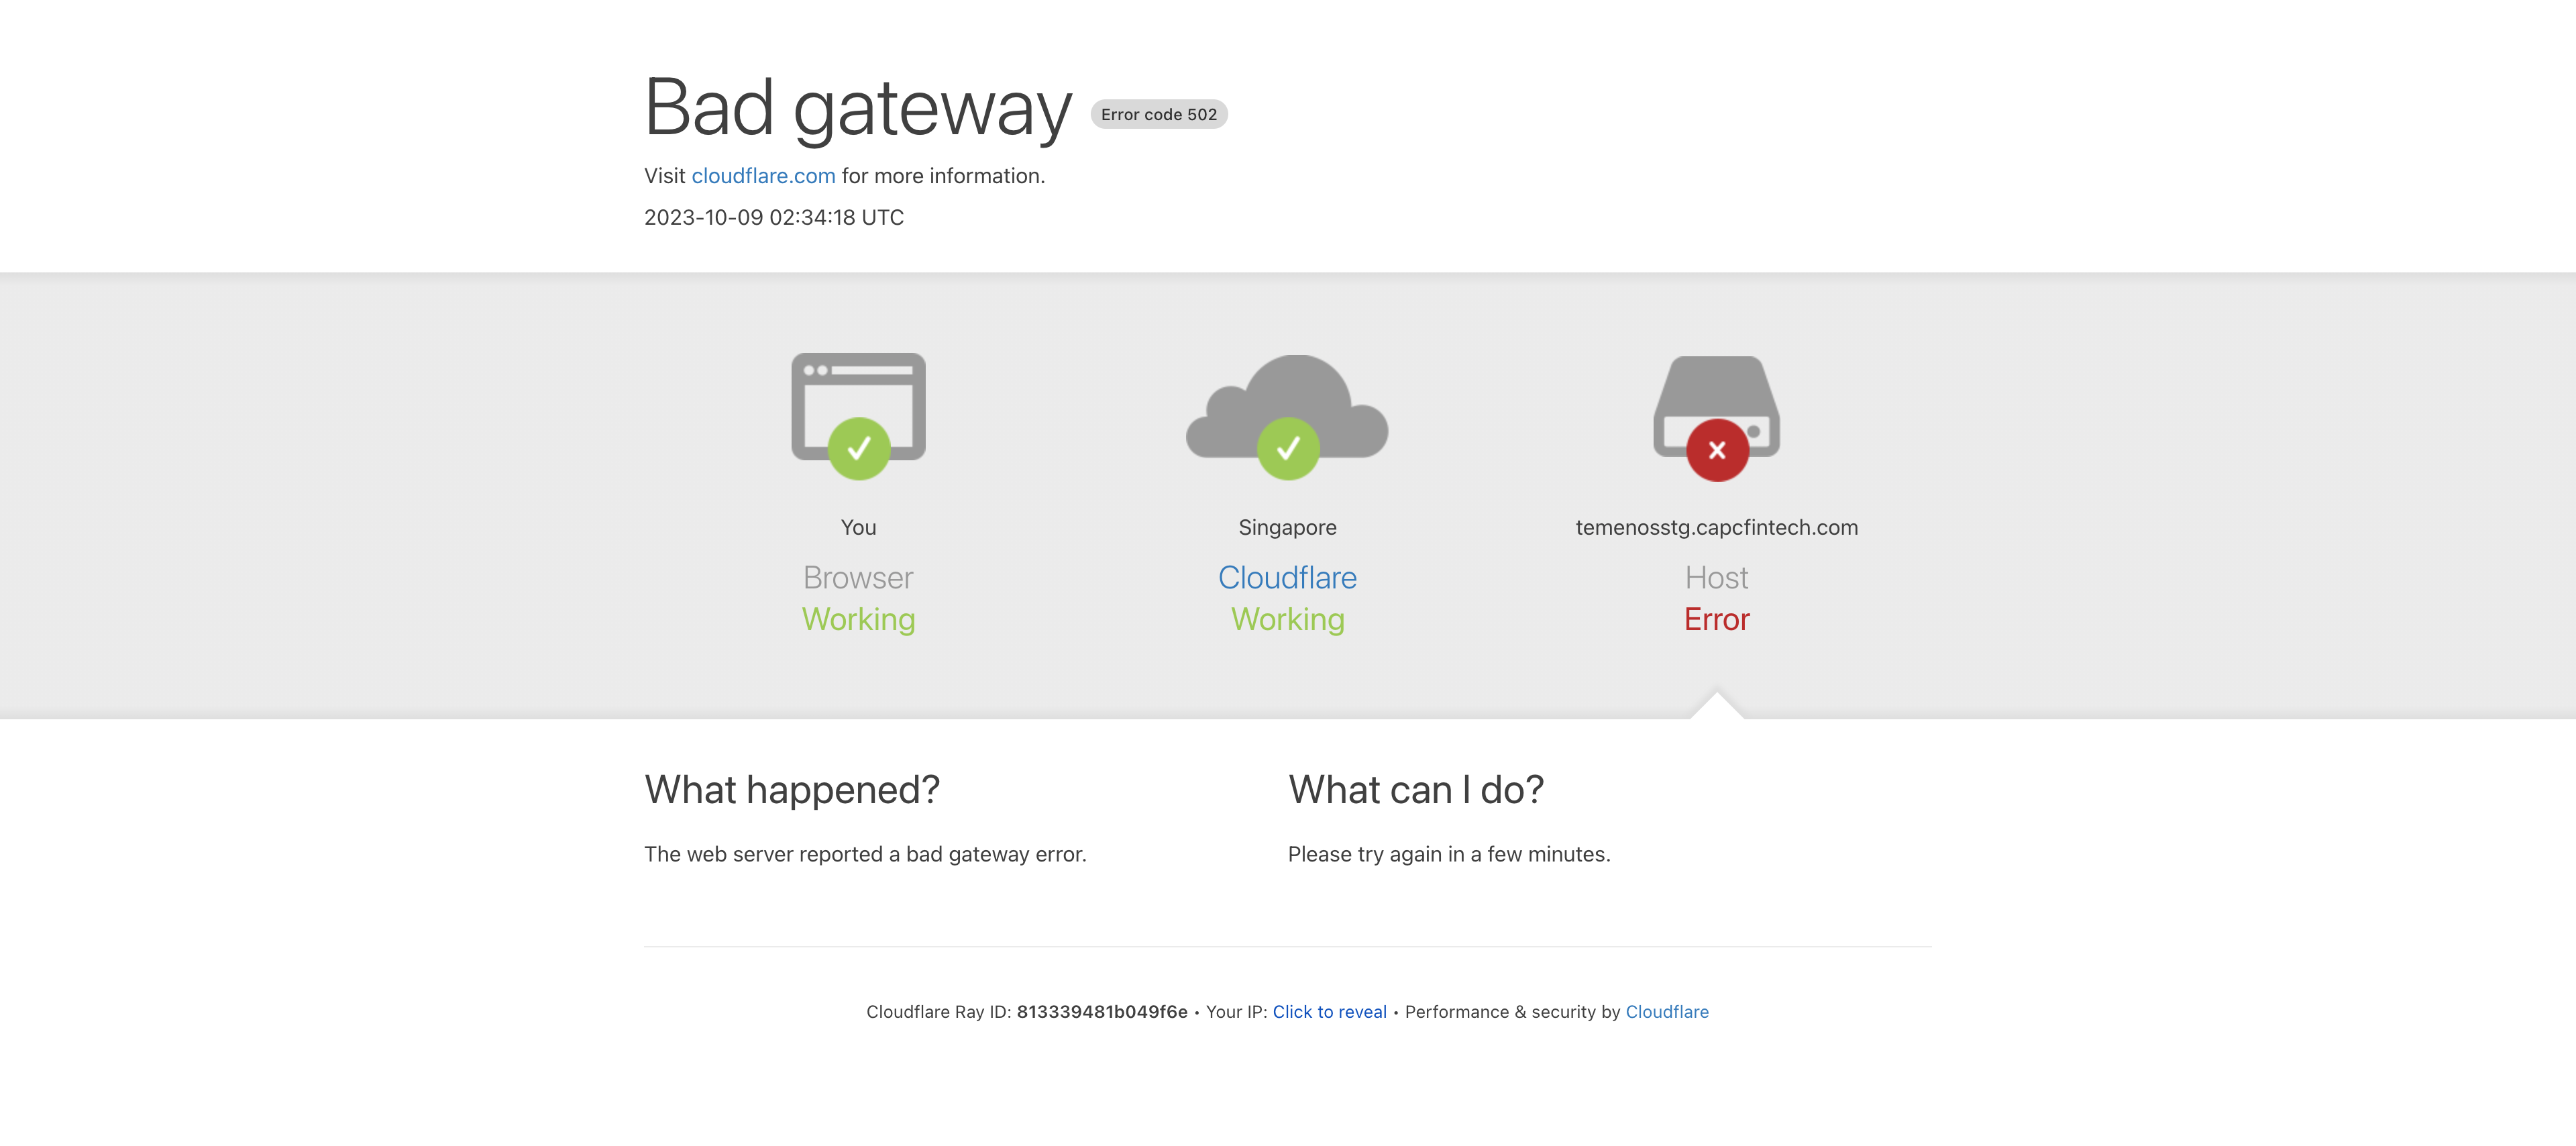 Bad gateway Error code 502
Visit cloudflare.com for more information.
2023-10-09 02:34:18 UTC
You
Browser
Working
Singapore
Cloudflare
Working
temenosstg.capcfintech.com
Host
Error
What happened?
The web server reported a bad gateway error.
What can I do?
Please try again in a few minutes.
Cloudflare Ray ID: 813339481b049f6e • Your IP: Click to reveal • Performance & security by Cloudflare